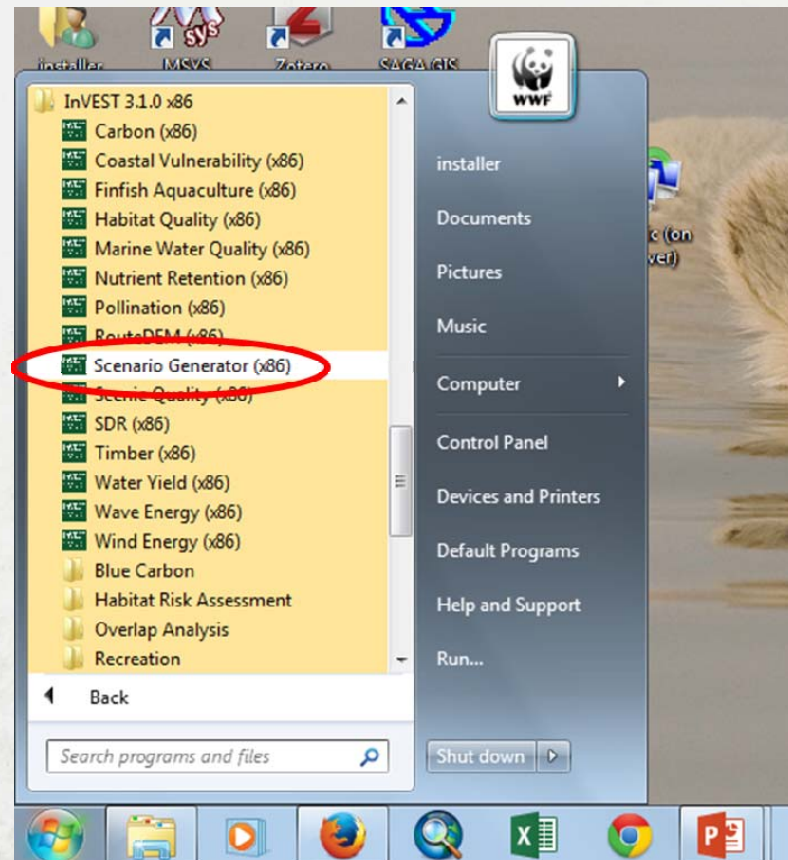 installer
MSYS
Zotero
SAGA GIS
WWF
InVEST 3.1.0 x86
Carbon (x86)
Coastal Vulnerability (x86)
Finfish Aquaculture (x86)
Habitat Quality (x86)
Marine Water Quality (x86)
Nutrient Retention (x86)
Pollination (x86)
RouteDEM (x86)
Scenario Generator (x86)
Scenic Quality (x86)
SDR (x86)
Timber (x86)
Water Yield (x86)
Wave Energy (x86)
Wind Energy (x86)
Blue Carbon
Habitat Risk Assessment
Overlap Analysis
Recreation
Back
Search programs and files
installer
Documents
Pictures
Music
Computer
Control Panel
Devices and Printers
Default Programs
Help and Support
Run...
Shut down
(on